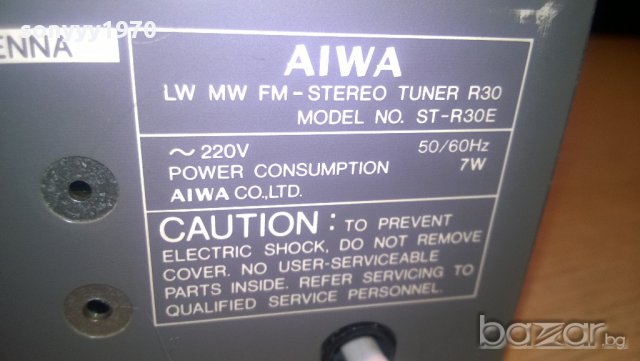 sonyyy1970
ENNA
AIWA
LW MW FM-STEREO TUNER R30
MODEL NO. ST-R30E
~ 220V 50/60Hz
POWER CONSUMPTION 7W
AIWA CO.,LTD.
CAUTION: TO PREVENT
ELECTRIC SHOCK, DO NOT REMOVE
COVER. NO USER-SERVICEABLE
PARTS INSIDE. REFER SERVICING TO
QUALIFIED SERVICE PERSONNEL.
bazar.bg